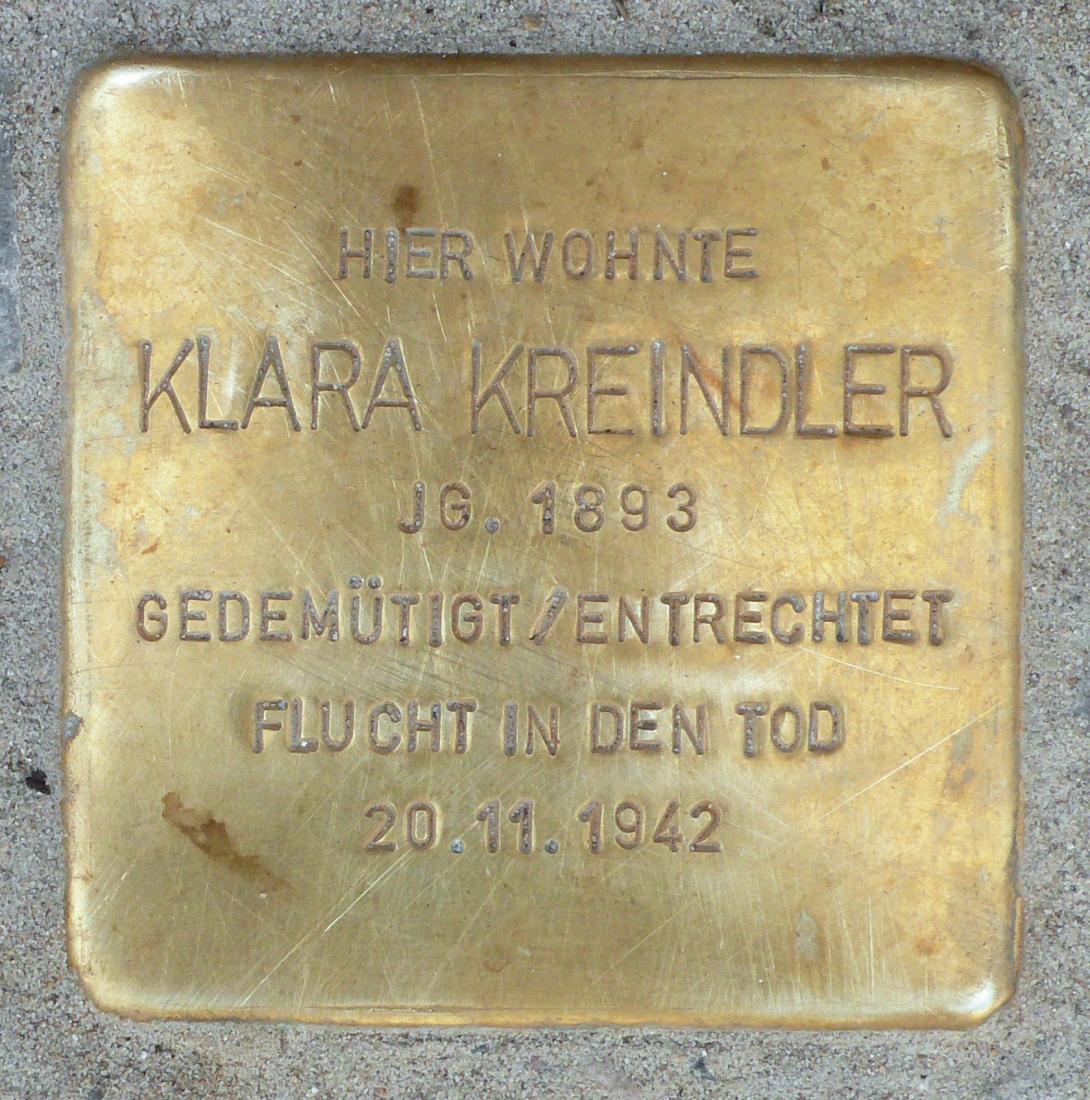 HIER WOHNTE
KLARA KREINDLER
JG. 1893
GEDEMÜTIGT/ENTRECHTET
FLUCHT IN DEN TOD
20.11.1942